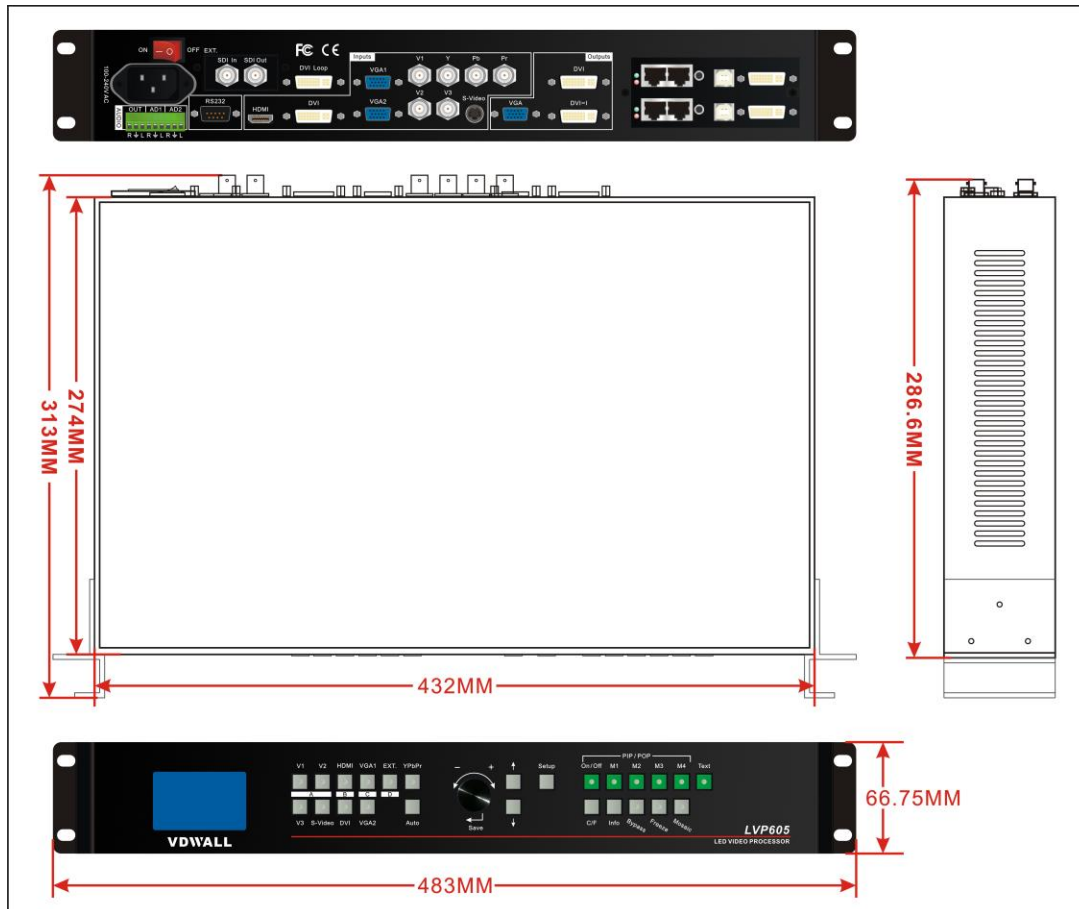 ON OFF EXT.
SDI In SDI Out
FC CE
DVI Loop
Inputs
VGA1
V1 Y Pb Pr
Outputs
DVI
100-240VAC
AUDIO
OUT AD1 AD2
R L R L R L
RS232
HDMI
DVI
VGA2
V2 V3 S-Video
VGA
DVI-I
313MM
274MM
432MM
286.6MM
V1 V2 HDMI VGA1 EXT. YPbPr
A B C D
V3 S-Video DVI VGA2 Auto
- +
Save
↑
↓
Setup
PIP/POP
On/Off M1 M2 M3 M4 Text
C/F Info Bypass Freeze Mosaic
VDWALL
LVP605
LED VIDEO PROCESSOR
66.75MM
483MM